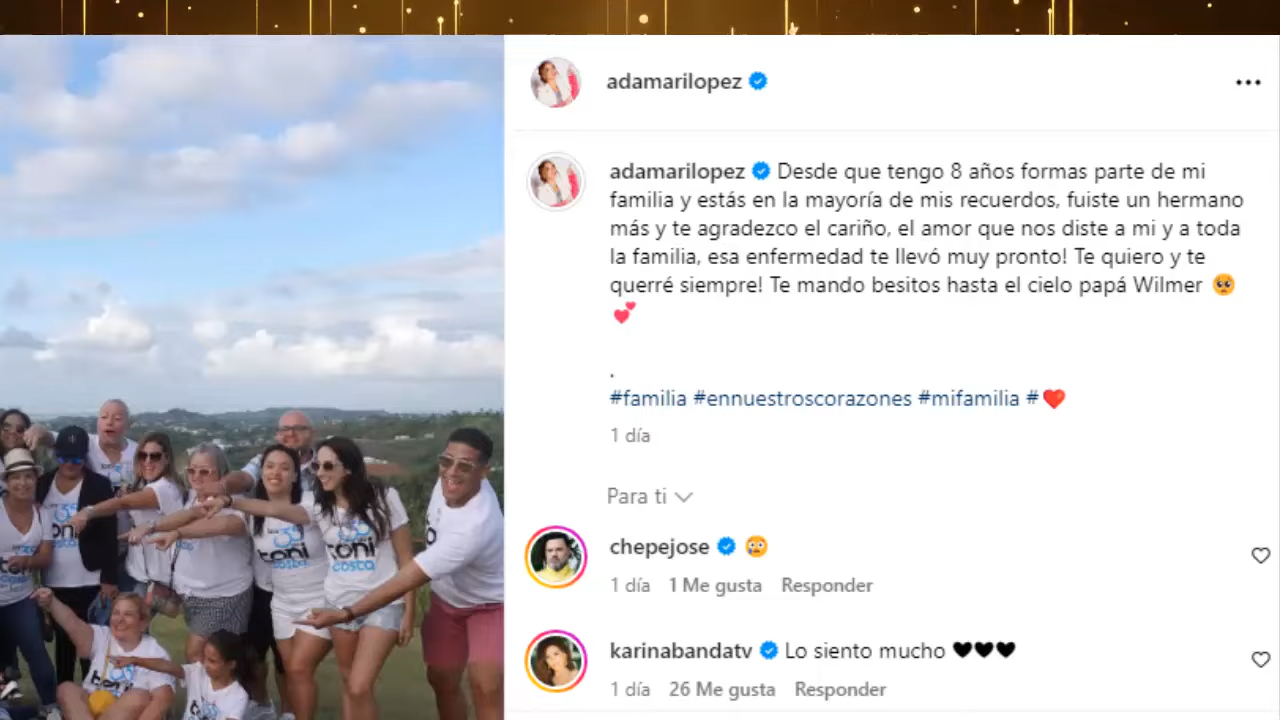 adamarilopez
adamarilopez Desde que tengo 8 años formas parte de mi
familia y estás en la mayoría de mis recuerdos, fuiste un hermano
más y te agradezco el cariño, el amor que nos diste a mi y a toda
la familia, esa enfermedad te llevó muy pronto! Te quiero y te
querré siempre! Te mando besitos hasta el cielo papá Wilmer 🥺
💕
.
#familia #ennuestroscorazones #mifamilia #❤️
1 día
Para ti
chepejose 😢
1 día 1 Me gusta Responder
karinabandatv Lo siento mucho 🖤🖤🖤
1 día 26 Me gusta Responder
toni
costa
toni
costa
toni
costa